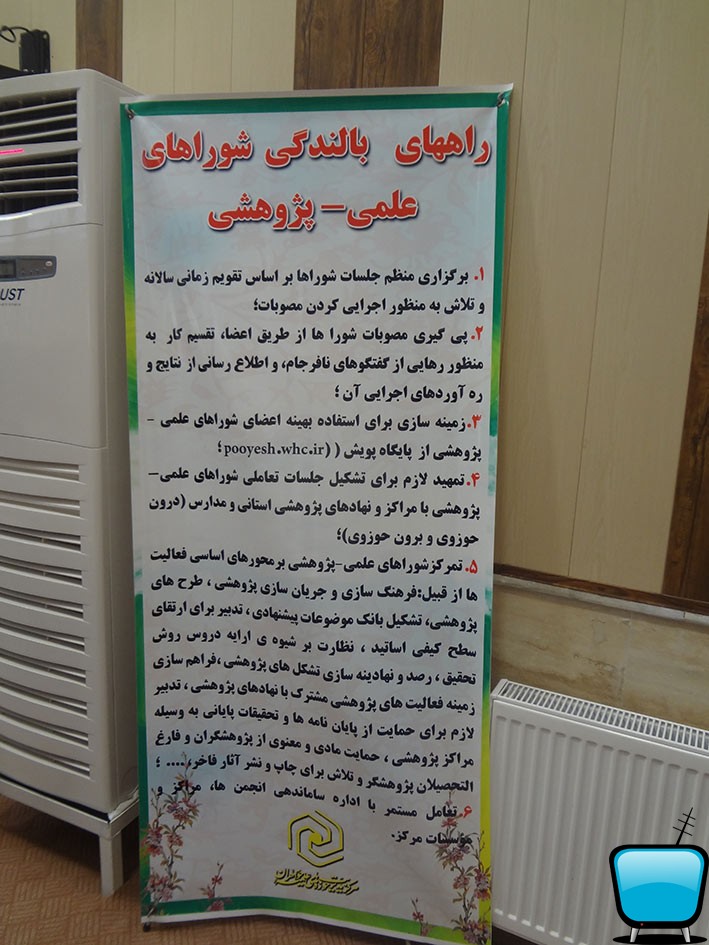 راههای بالندگی شوراهای
علمی- پژوهشی
۱. برگزاری منظم جلسات شوراها بر اساس تقویم زمانی سالانه
و تلاش به منظور اجرایی کردن مصوبات؛
۲. پی گیری مصوبات شورا ها از طریق اعضا، تقسیم کار به
منظور رهایی از گفتگوهای نافرجام، و اطلاع رسانی از نتایج و
ره آوردهای اجرایی آن ؛
۳. زمینه سازی برای استفاده بهینه اعضای شوراهای علمی -
پژوهشی از پایگاه پویش ( (pooyesh.whc.ir؛
۴. تمهید لازم برای تشکیل جلسات تعاملی شوراهای علمی-
پژوهشی با مراکز و نهادهای پژوهشی استانی و مدارس (درون
حوزوی و برون حوزوی)؛
۵. تمرکزشوراهای علمی-پژوهشی برمحورهای اساسی فعالیت
ها از قبیل:فرهنگ سازی و جریان سازی پژوهشی ، طرح های
پژوهشی، تشکیل بانک موضوعات پیشنهادی ، تدبیر برای ارتقای
سطح کیفی اساتید ، نظارت بر شیوه ی ارایه دروس روش
تحقیق ، رصد و نهادینه سازی تشکل های پژوهشی ،فراهم سازی
زمینه فعالیت های پژوهشی مشترک با نهادهای پژوهشی ، تدبیر
لازم برای حمایت از پایان نامه ها و تحقیقات پایانی به وسیله
مراکز پژوهشی ، حمایت مادی و معنوی از پژوهشگران و فارغ
التحصیلان پژوهشگر و تلاش برای چاپ و نشر آثار فاخر،.... ؛
۶. تعامل مستمر با اداره ساماندهی انجمن ها، مراکز و
مؤسسات مرکز.
UST